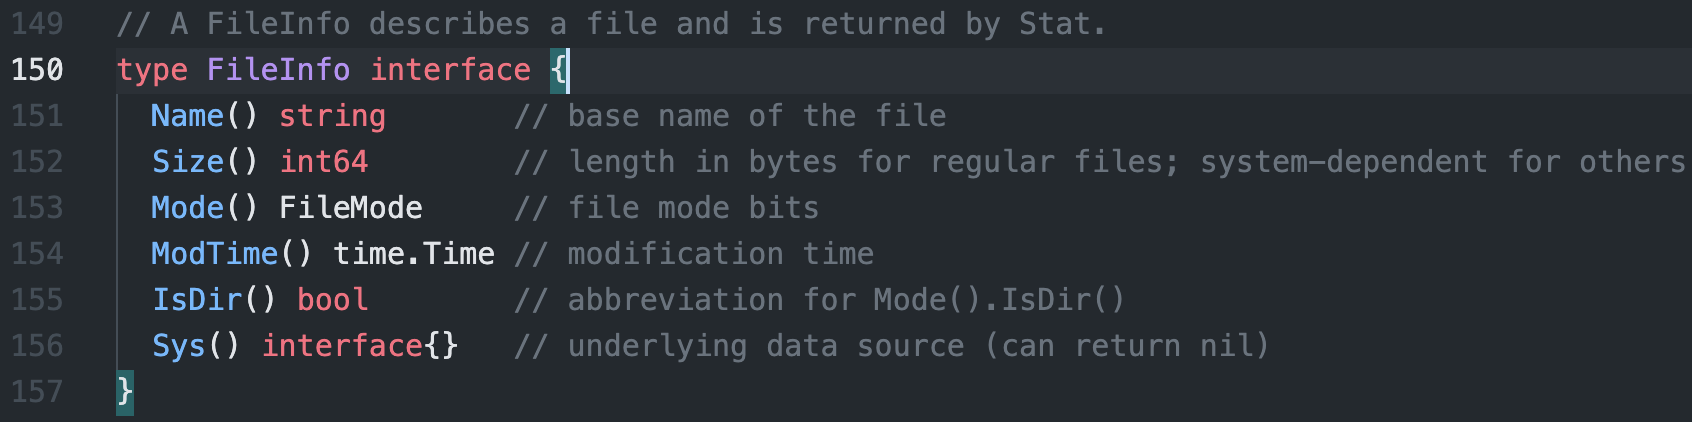 149 // A FileInfo describes a file and is returned by Stat.
150 type FileInfo interface {
151   Name() string       // base name of the file
152   Size() int64        // length in bytes for regular files; system-dependent for others
153   Mode() FileMode     // file mode bits
154   ModTime() time.Time // modification time
155   IsDir() bool        // abbreviation for Mode().IsDir()
156   Sys() interface{}   // underlying data source (can return nil)
157 }